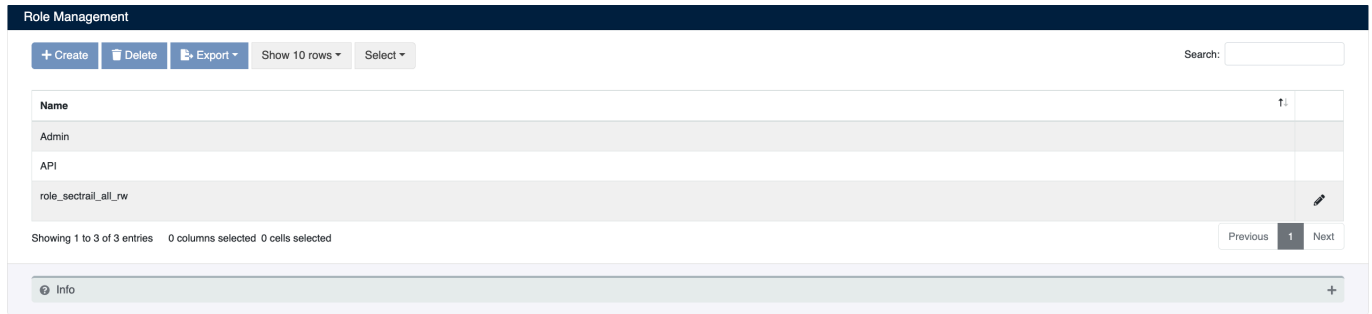 Role Management
Create Delete Export Show 10 rows Select Search:
Name
Admin
API
role_sectrail_all_rw
Showing 1 to 3 of 3 entries 0 columns selected 0 cells selected Previous 1 Next
Info